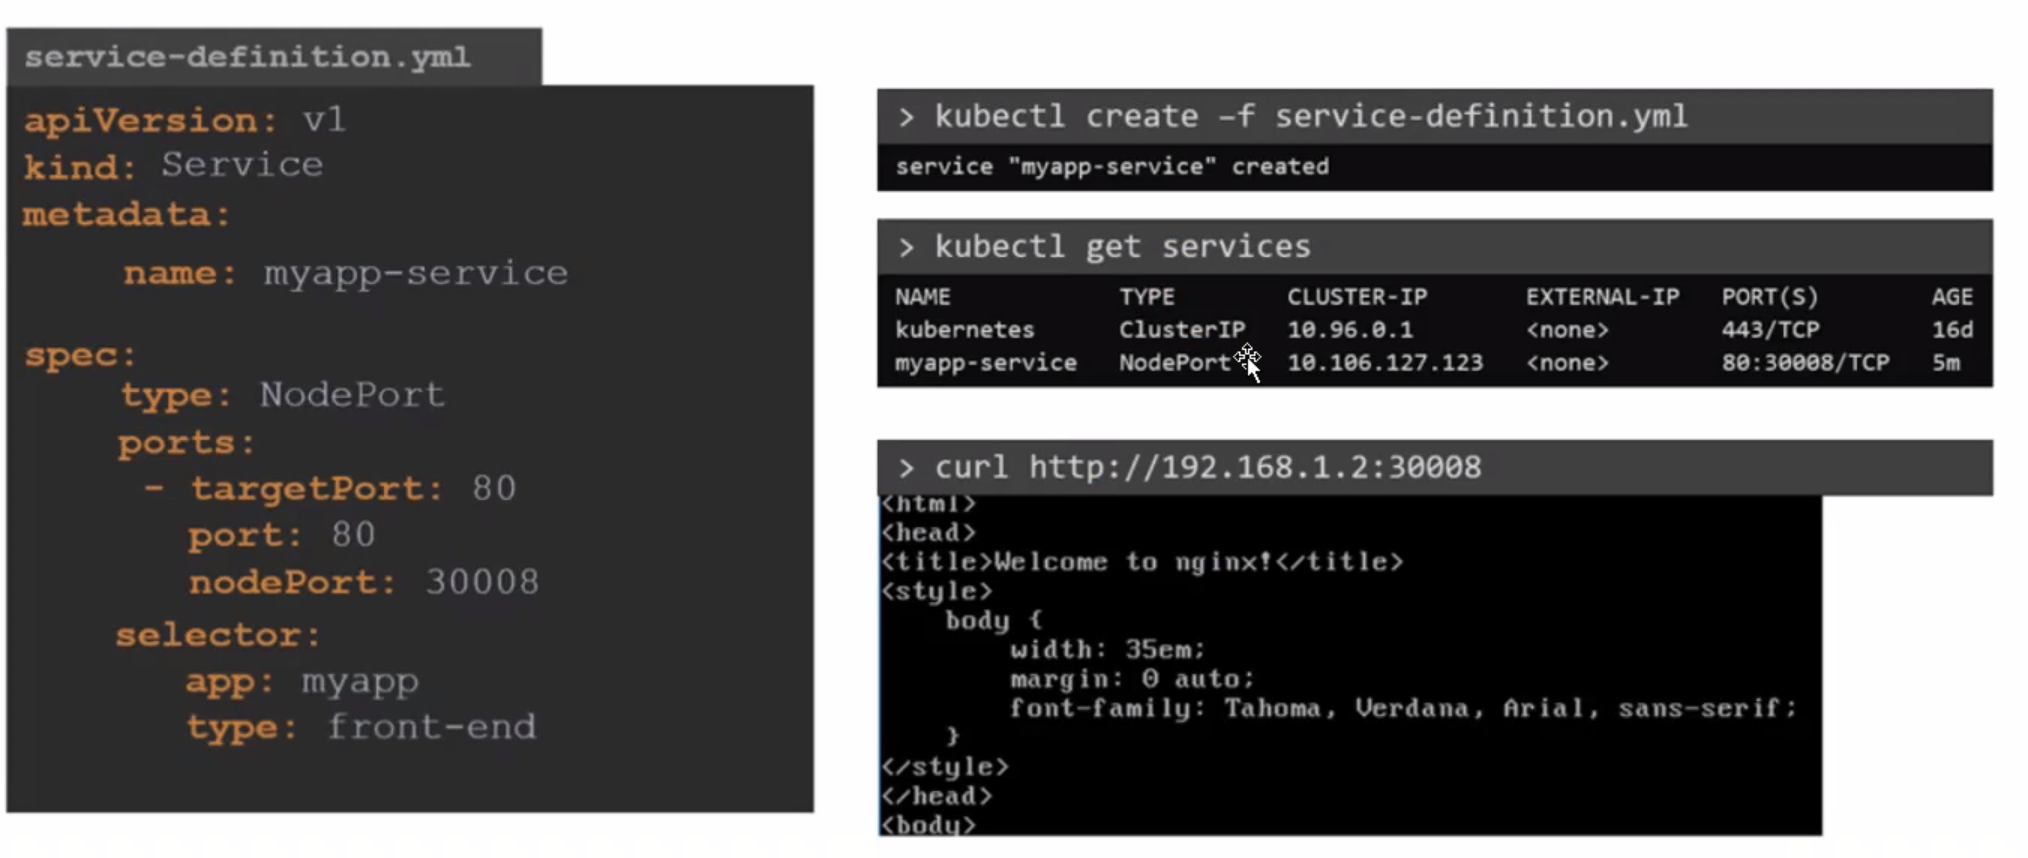 service-definition.yml
apiVersion: v1
kind: Service
metadata:
name: myapp-service
spec:
type: NodePort
ports:
- targetPort: 80
port: 80
nodePort: 30008
selector:
app: myapp
type: front-end
> kubectl create –f service-definition.yml
service "myapp-service" created
> kubectl get services
NAME TYPE CLUSTER-IP EXTERNAL-IP PORT(S) AGE
kubernetes ClusterIP 10.96.0.1 <none> 443/TCP 16d
myapp-service NodePort 10.106.127.123 <none> 80:30008/TCP 5m
> curl http://192.168.1.2:30008
<html>
<head>
<title>Welcome to nginx!</title>
<style>
body {
width: 35em;
margin: 0 auto;
font-family: Tahoma, Verdana, Arial, sans-serif;
}
</style>
</head>
<body>